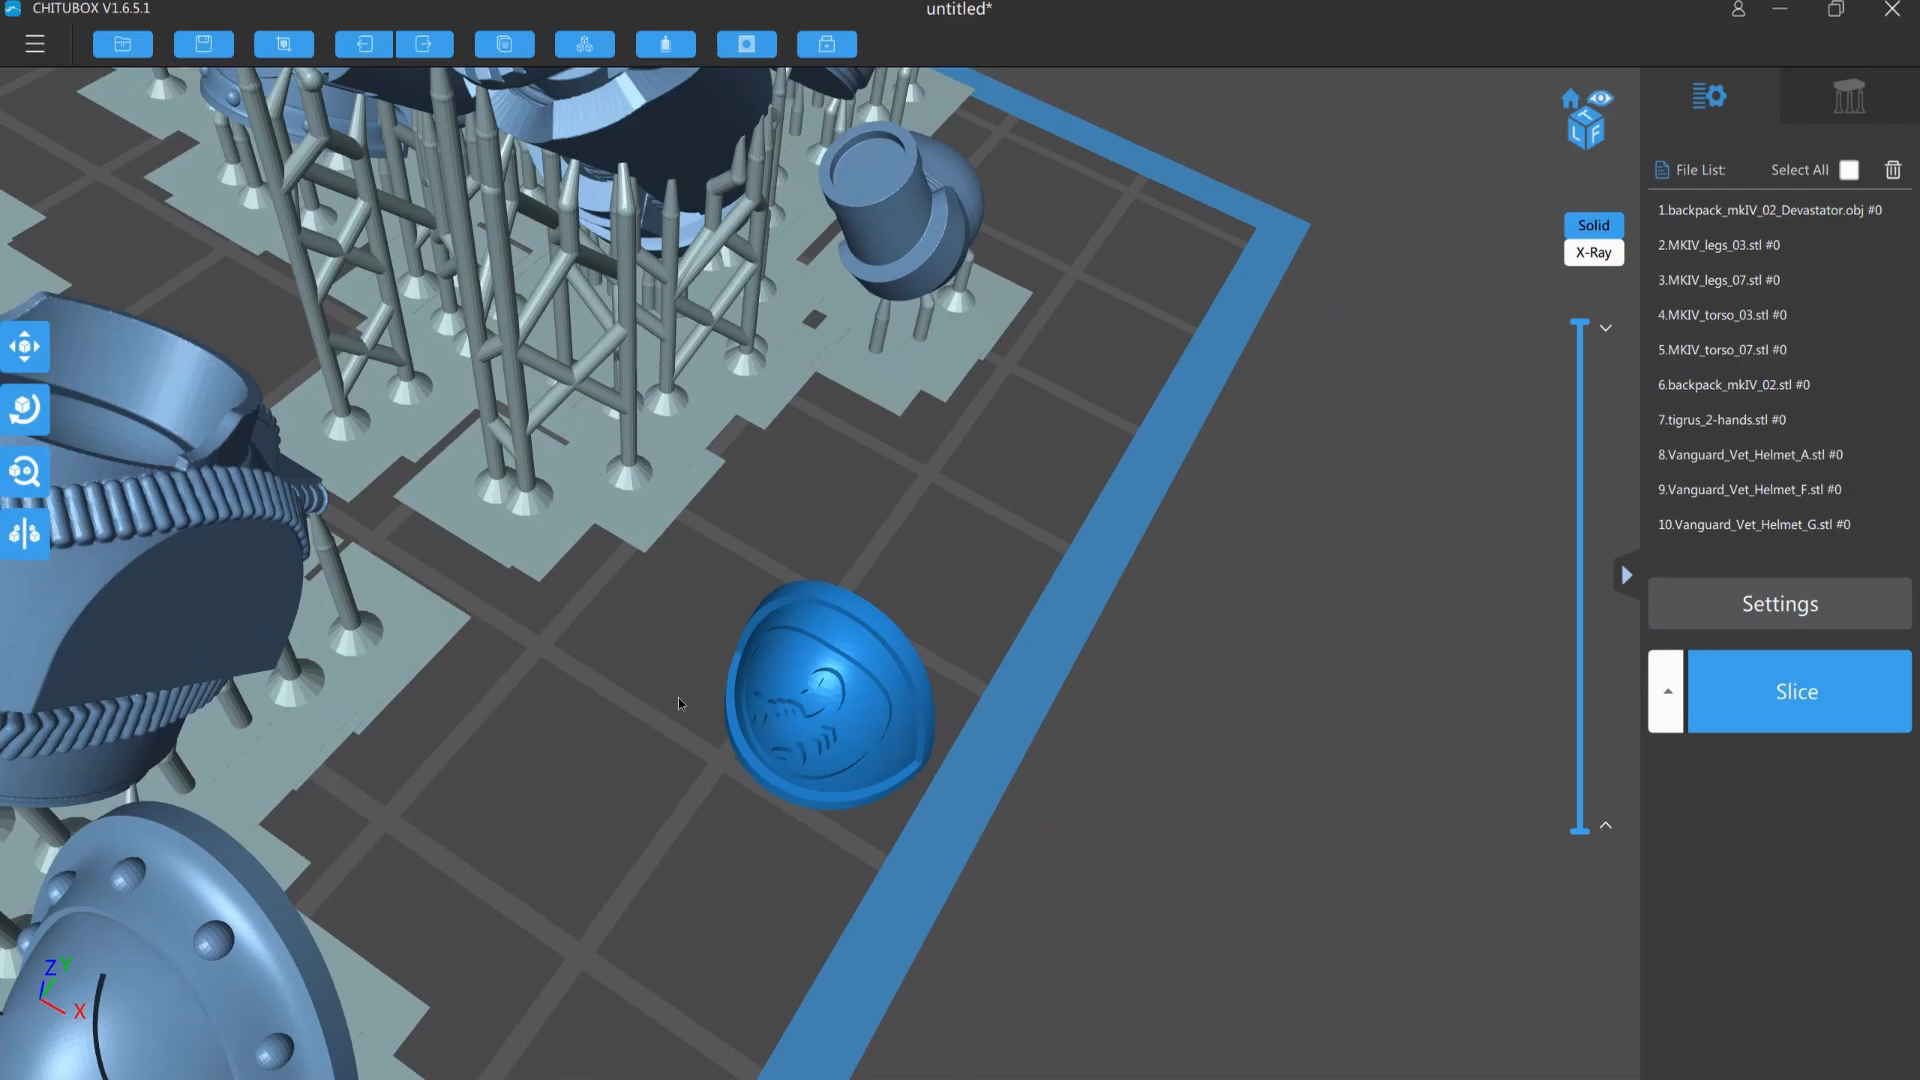 CHITUBOX V1.6.5.1
untitled*
File List:
Select All
Solid
X-Ray
1.backpack_mkIV_02_Devastator.obj #0
2.MKIV_legs_03.stl #0
3.MKIV_legs_07.stl #0
4.MKIV_torso_03.stl #0
5.MKIV_torso_07.stl #0
6.backpack_mkIV_02.stl #0
7.tigrus_2-hands.stl #0
8.Vanguard_Vet_Helmet_A.stl #0
9.Vanguard_Vet_Helmet_F.stl #0
10.Vanguard_Vet_Helmet_G.stl #0
Settings
Slice
T
L F
Z Y
X